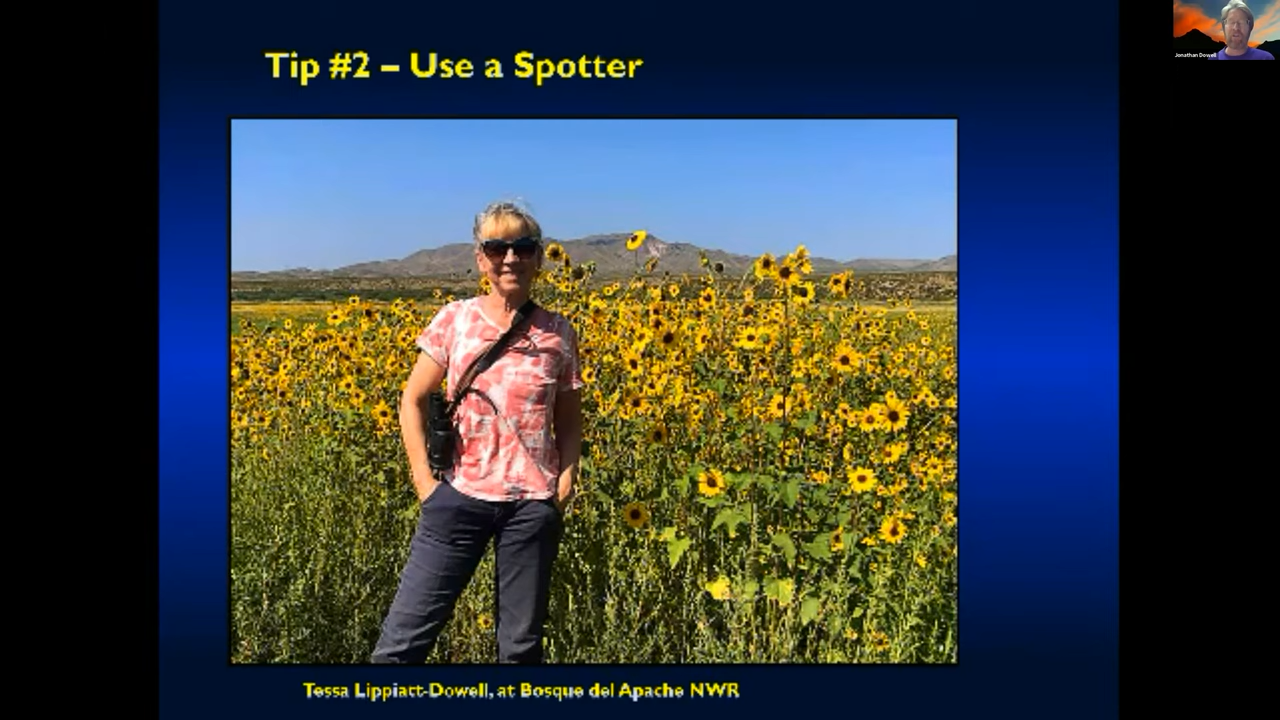 Tip #2 – Use a Spotter
Jonathan Dowell
Tessa Lippiatt-Dowell, at Bosque del Apache NWR